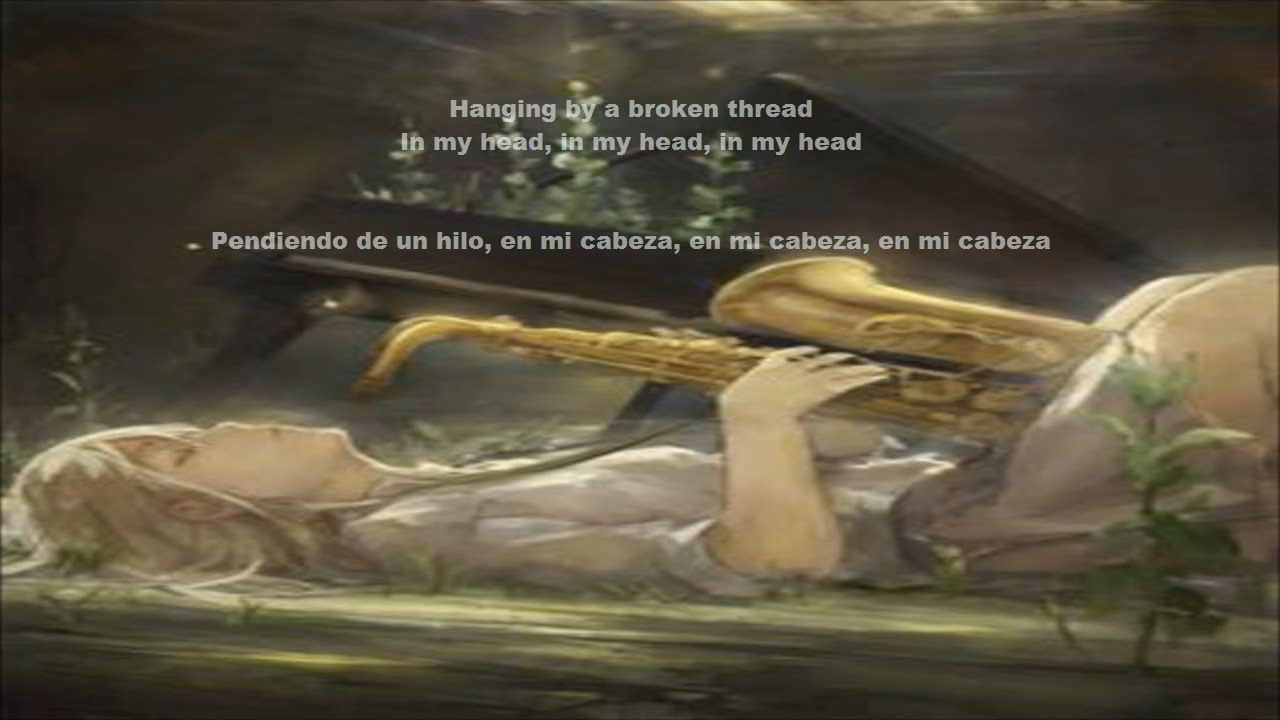 Hanging by a broken thread
In my head, in my head, in my head
Pendiendo de un hilo, en mi cabeza, en mi cabeza, en mi cabeza